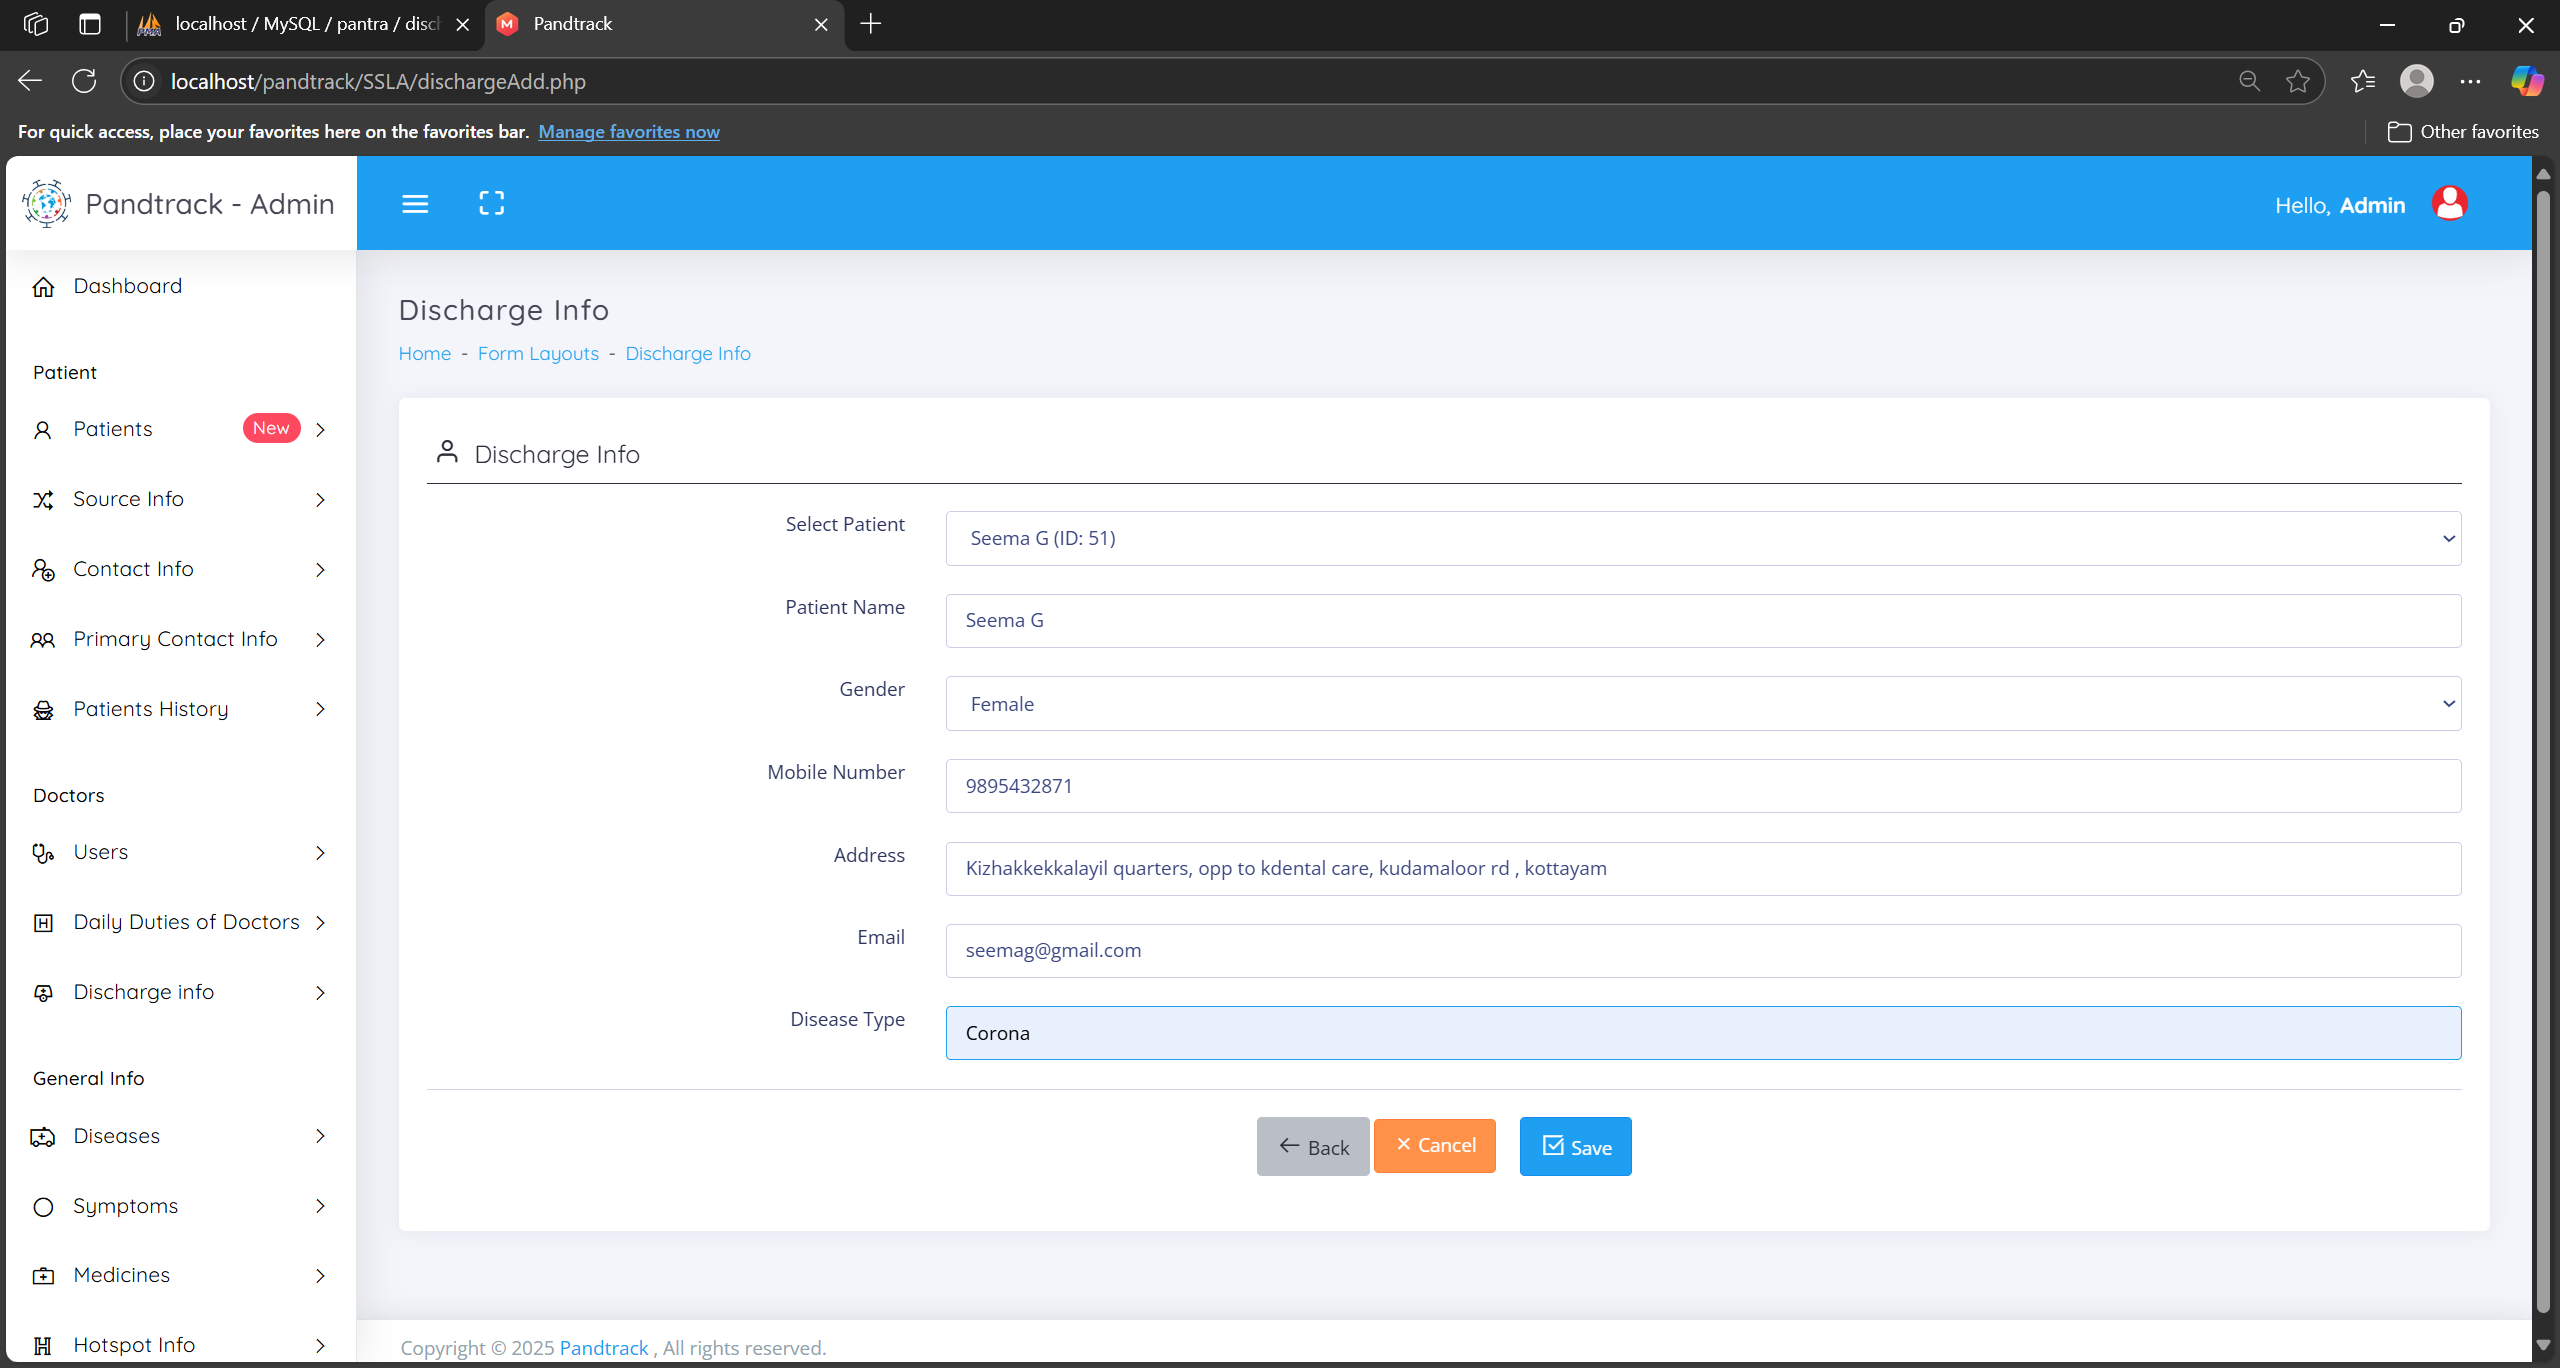 localhost / MySQL / pantra / disch
Pandtrack
localhost/pandtrack/SSLA/dischargeAdd.php
For quick access, place your favorites here on the favorites bar. Manage favorites now
Other favorites
Pandtrack - Admin
Hello, Admin
Dashboard
Patient
Patients New
Source Info
Contact Info
Primary Contact Info
Patients History
Doctors
Users
Daily Duties of Doctors
Discharge info
General Info
Diseases
Symptoms
Medicines
Hotspot Info
Discharge Info
Home - Form Layouts - Discharge Info
Discharge Info
Select Patient Seema G (ID: 51)
Patient Name Seema G
Gender Female
Mobile Number 9895432871
Address Kizhakkekkalayil quarters, opp to kdental care, kudamaloor rd , kottayam
Email seemag@gmail.com
Disease Type Corona
Back Cancel Save
Copyright © 2025 Pandtrack , All rights reserved.